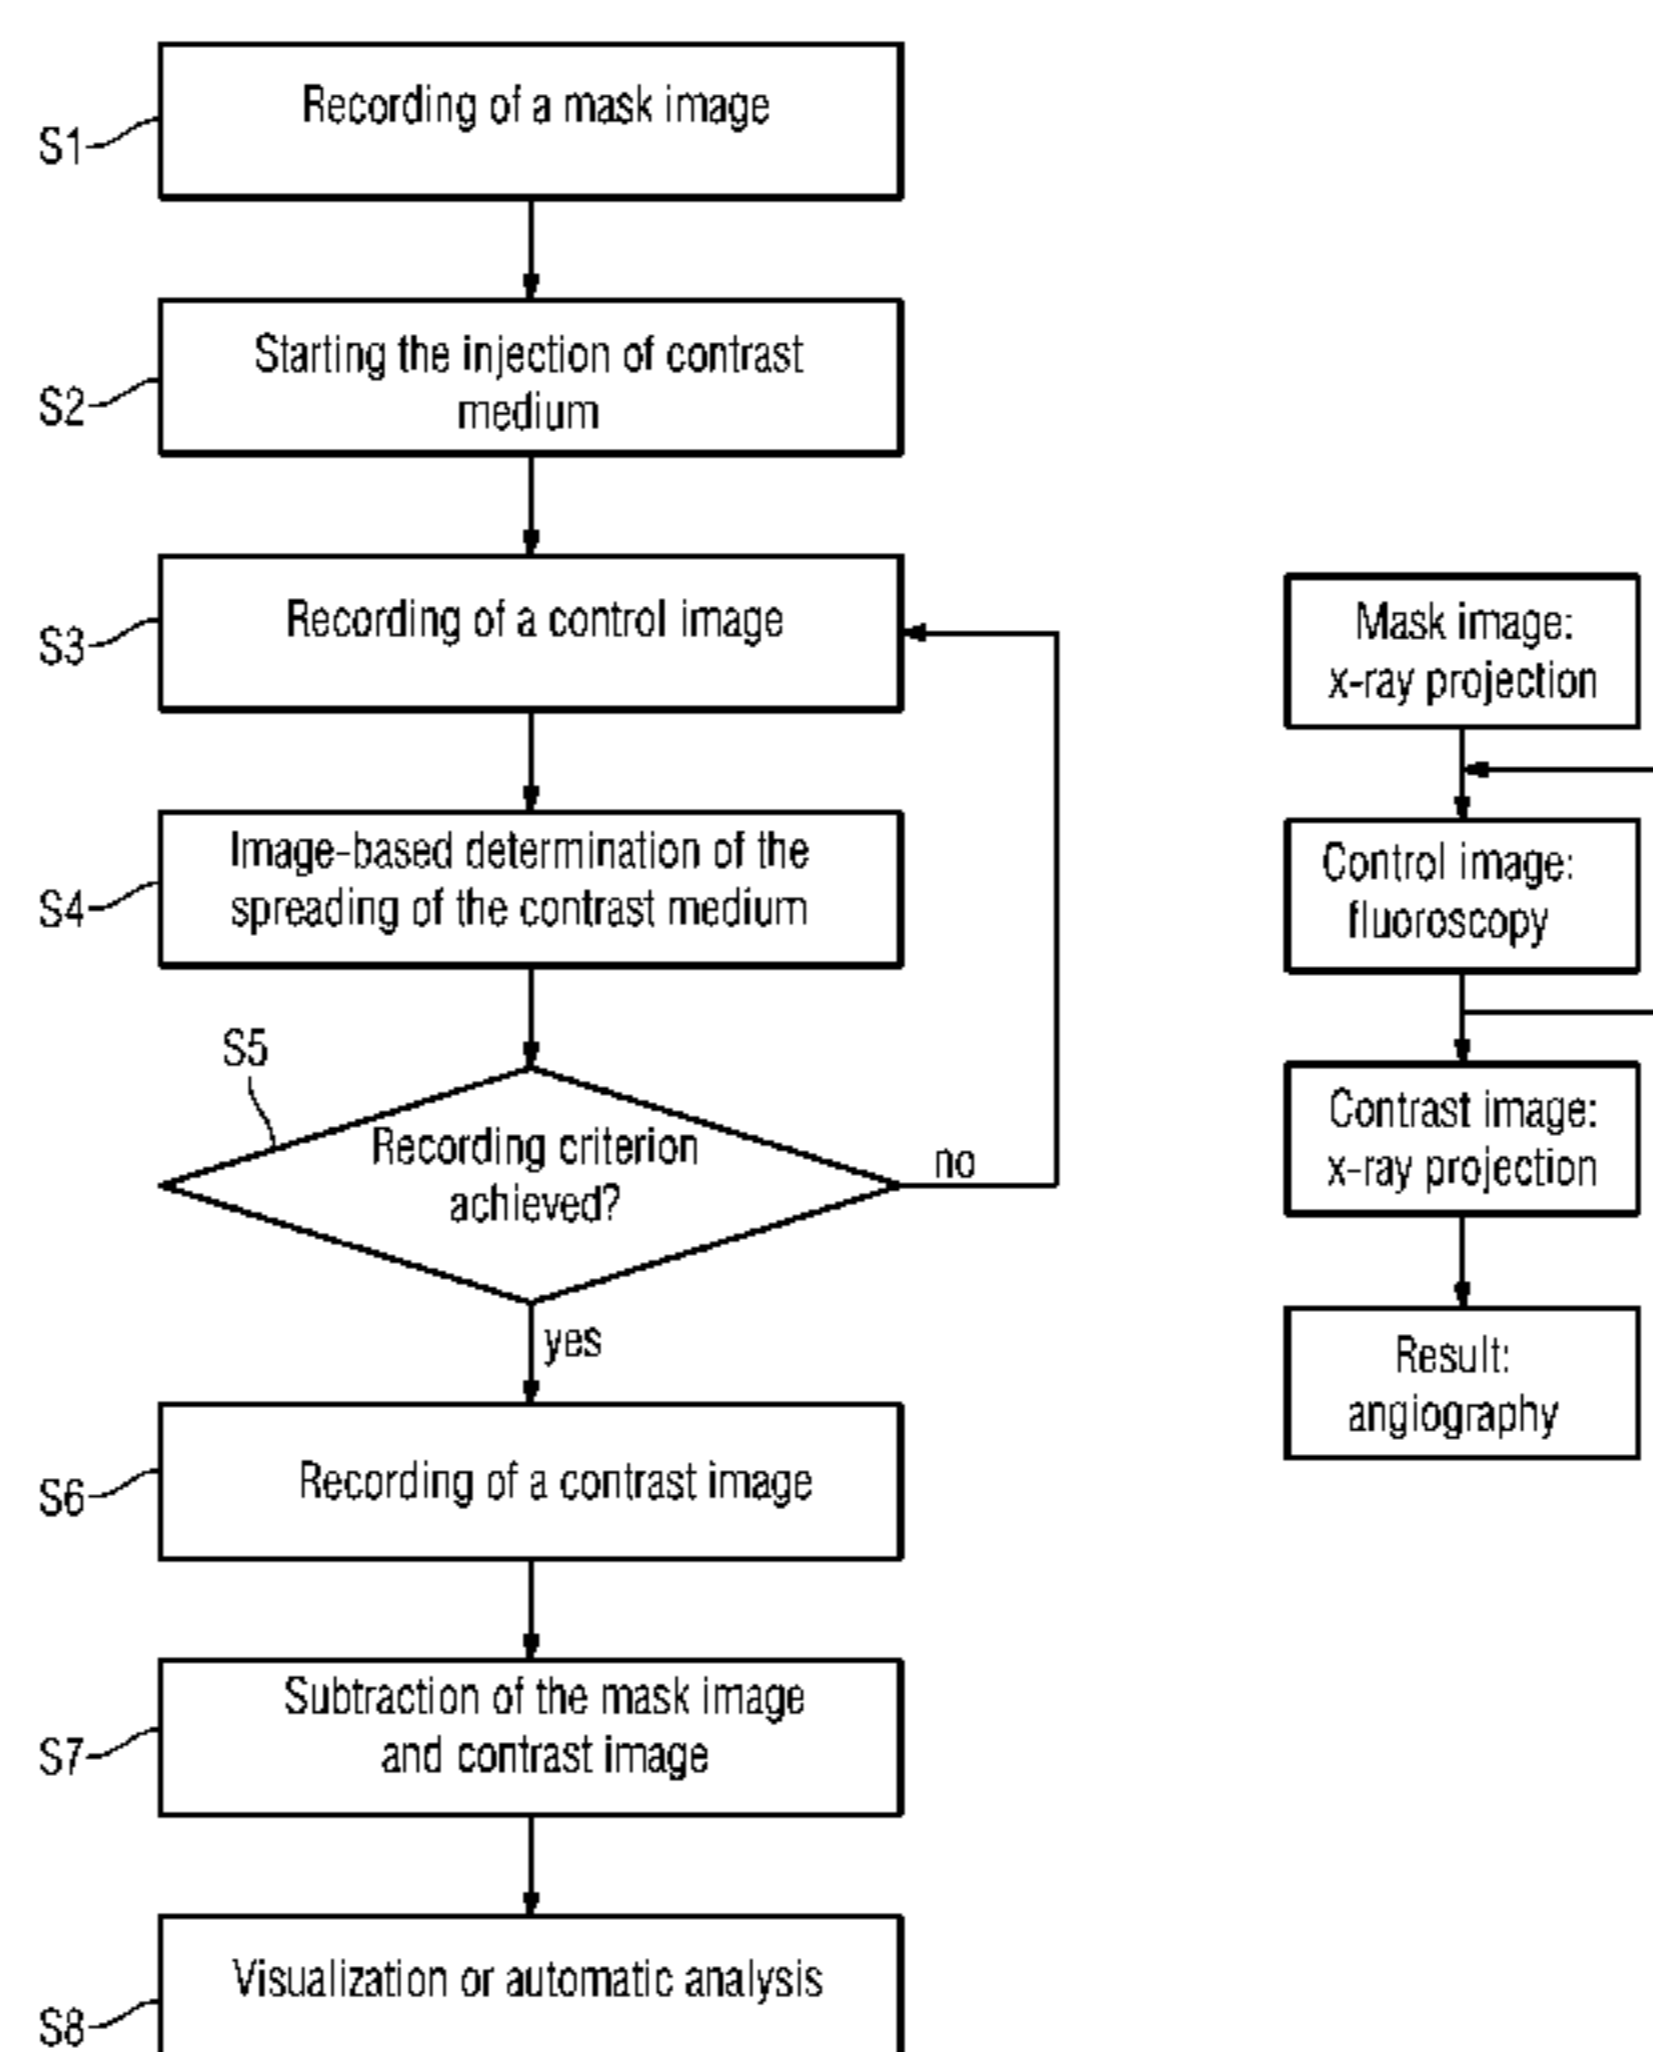 S1
Recording of a mask image
S2
Starting the injection of contrast
medium
S3
Recording of a control image
S4
Image-based determination of the
spreading of the contrast medium
S5
Recording criterion
achieved?
no
yes
S6
Recording of a contrast image
S7
Subtraction of the mask image
and contrast image
S8
Visualization or automatic analysis
Mask image:
x-ray projection
Control image:
fluoroscopy
Contrast image:
x-ray projection
Result:
angiography